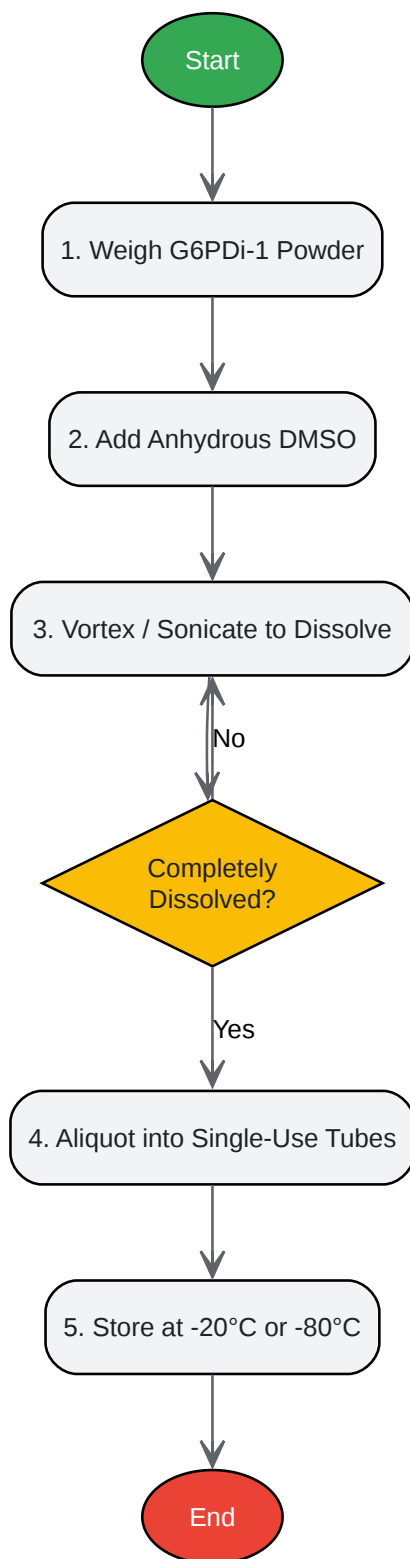 Start
1. Weigh G6PDi-1 Powder
2. Add Anhydrous DMSO
3. Vortex / Sonicate to Dissolve
No
Completely
Dissolved?
Yes
4. Aliquot into Single-Use Tubes
5. Store at -20°C or -80°C
End